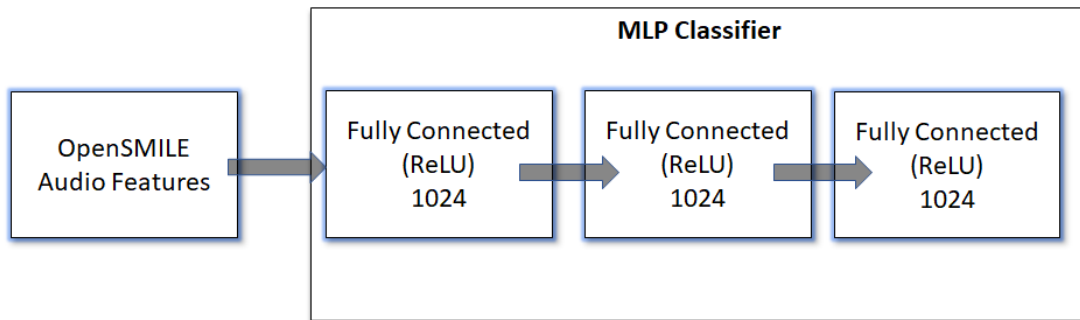 MLP Classifier
OpenSMILE
Audio Features
Fully Connected
(ReLU)
1024
Fully Connected
(ReLU)
1024
Fully Connected
(ReLU)
1024